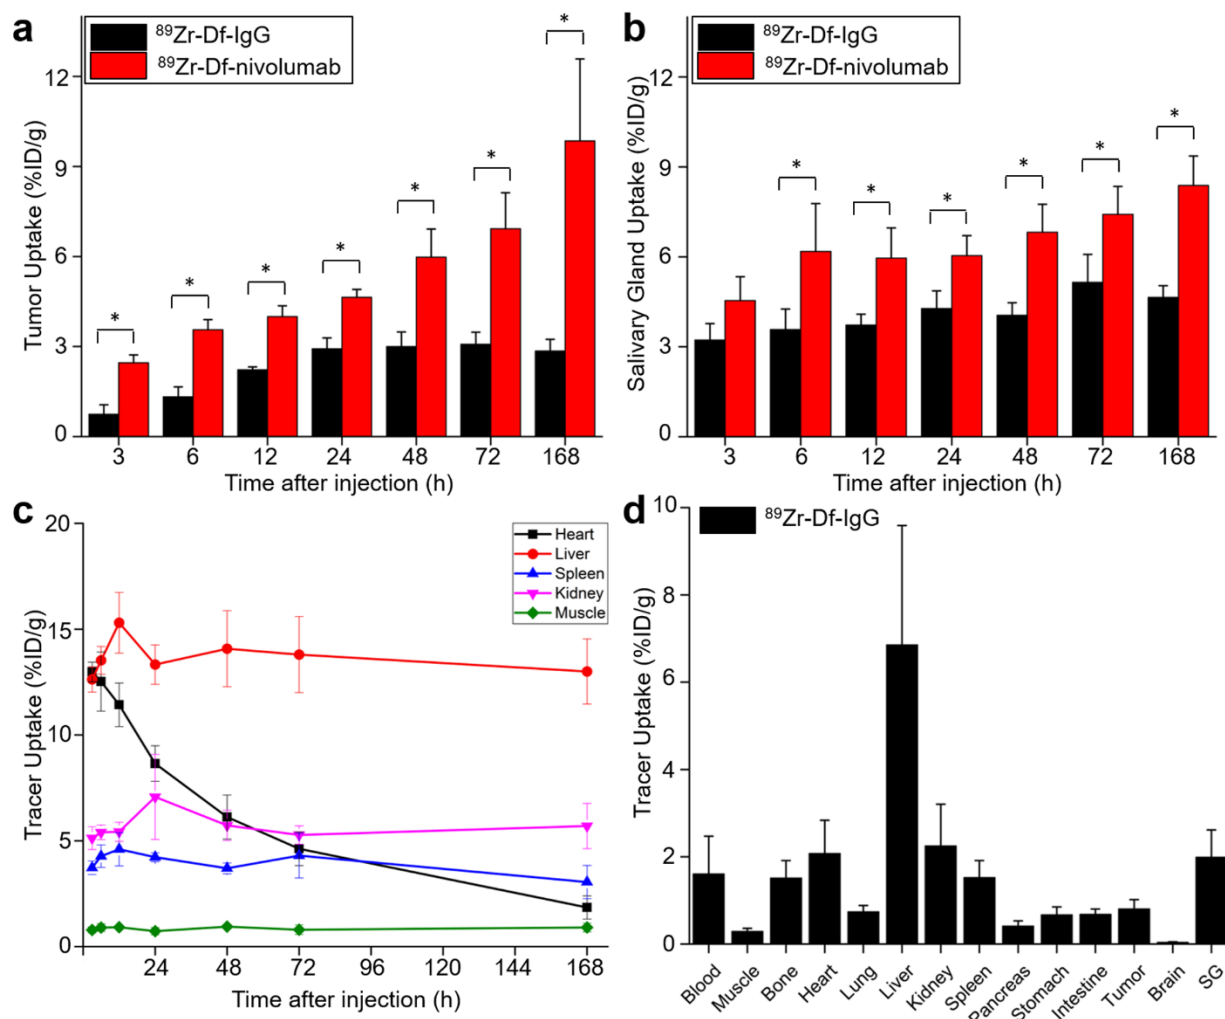 a
⁸⁹Zr-Df-IgG
⁸⁹Zr-Df-nivolumab
Tumor Uptake (%ID/g)
12
9
6
3
0
* * * * * * *
3 6 12 24 48 72 168
Time after injection (h)
b
⁸⁹Zr-Df-IgG
⁸⁹Zr-Df-nivolumab
Salivary Gland Uptake (%ID/g)
12
9
6
3
0
* * * * * *
3 6 12 24 48 72 168
Time after injection (h)
c
Heart
Liver
Spleen
Kidney
Muscle
Tracer Uptake (%ID/g)
20
15
10
5
0
24 48 72 96 120 144 168
Time after injection (h)
d
⁸⁹Zr-Df-IgG
Tracer Uptake (%ID/g)
10
8
6
4
2
0
Blood Muscle Bone Heart Lung Liver Kidney Spleen Pancreas Stomach Intestine Tumor Brain SG